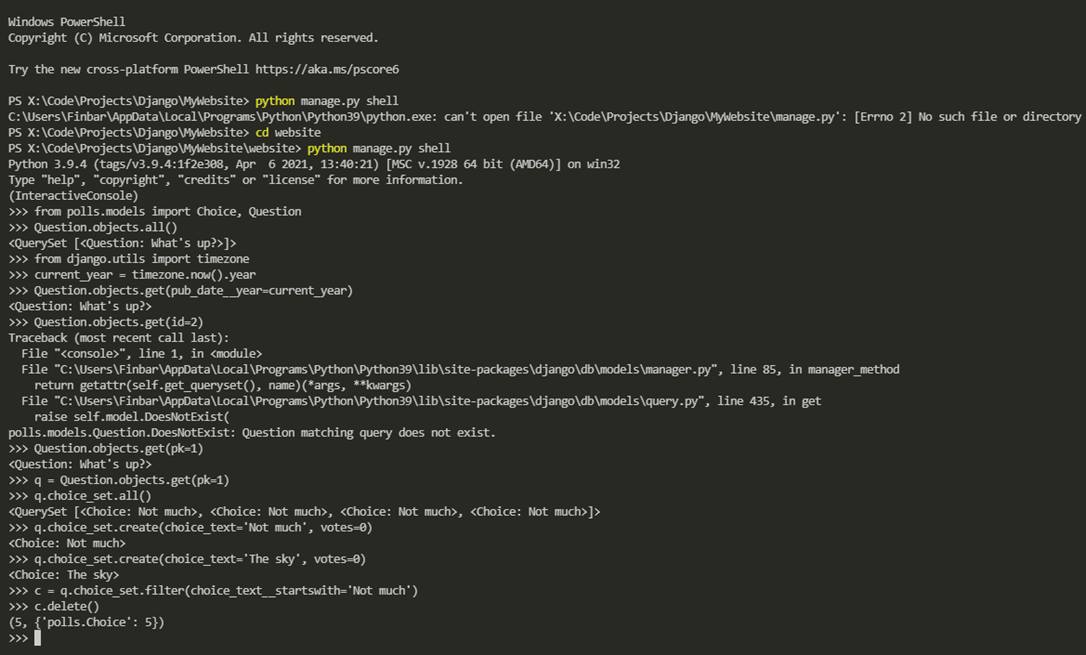 Windows PowerShell
Copyright (C) Microsoft Corporation. All rights reserved.
Try the new cross-platform PowerShell https://aka.ms/pscore6
PS X:\Code\Projects\Django\MyWebsite> python manage.py shell
C:\Users\Finbar\AppData\Local\Programs\Python\Python39\python.exe: can't open file 'X:\Code\Projects\Django\MyWebsite\manage.py': [Errno 2] No such file or directory
PS X:\Code\Projects\Django\MyWebsite> cd website
PS X:\Code\Projects\Django\MyWebsite\website> python manage.py shell
Python 3.9.4 (tags/v3.9.4:1f2e308, Apr  6 2021, 13:40:21) [MSC v.1928 64 bit (AMD64)] on win32
Type "help", "copyright", "credits" or "license" for more information.
(InteractiveConsole)
>>> from polls.models import Choice, Question
>>> Question.objects.all()
<QuerySet [<Question: What's up?>]>
>>> from django.utils import timezone
>>> current_year = timezone.now().year
>>> Question.objects.get(pub_date__year=current_year)
<Question: What's up?>
>>> Question.objects.get(id=2)
Traceback (most recent call last):
  File "<console>", line 1, in <module>
  File "C:\Users\Finbar\AppData\Local\Programs\Python\Python39\lib\site-packages\django\db\models\manager.py", line 85, in manager_method
    return getattr(self.get_queryset(), name)(*args, **kwargs)
  File "C:\Users\Finbar\AppData\Local\Programs\Python\Python39\lib\site-packages\django\db\models\query.py", line 435, in get
    raise self.model.DoesNotExist(
polls.models.Question.DoesNotExist: Question matching query does not exist.
>>> Question.objects.get(pk=1)
<Question: What's up?>
>>> q = Question.objects.get(pk=1)
>>> q.choice_set.all()
<QuerySet [<Choice: Not much>, <Choice: Not much>, <Choice: Not much>, <Choice: Not much>]>
>>> q.choice_set.create(choice_text='Not much', votes=0)
<Choice: Not much>
>>> q.choice_set.create(choice_text='The sky', votes=0)
<Choice: The sky>
>>> c = q.choice_set.filter(choice_text__startswith='Not much')
>>> c.delete()
(5, {'polls.Choice': 5})
>>>